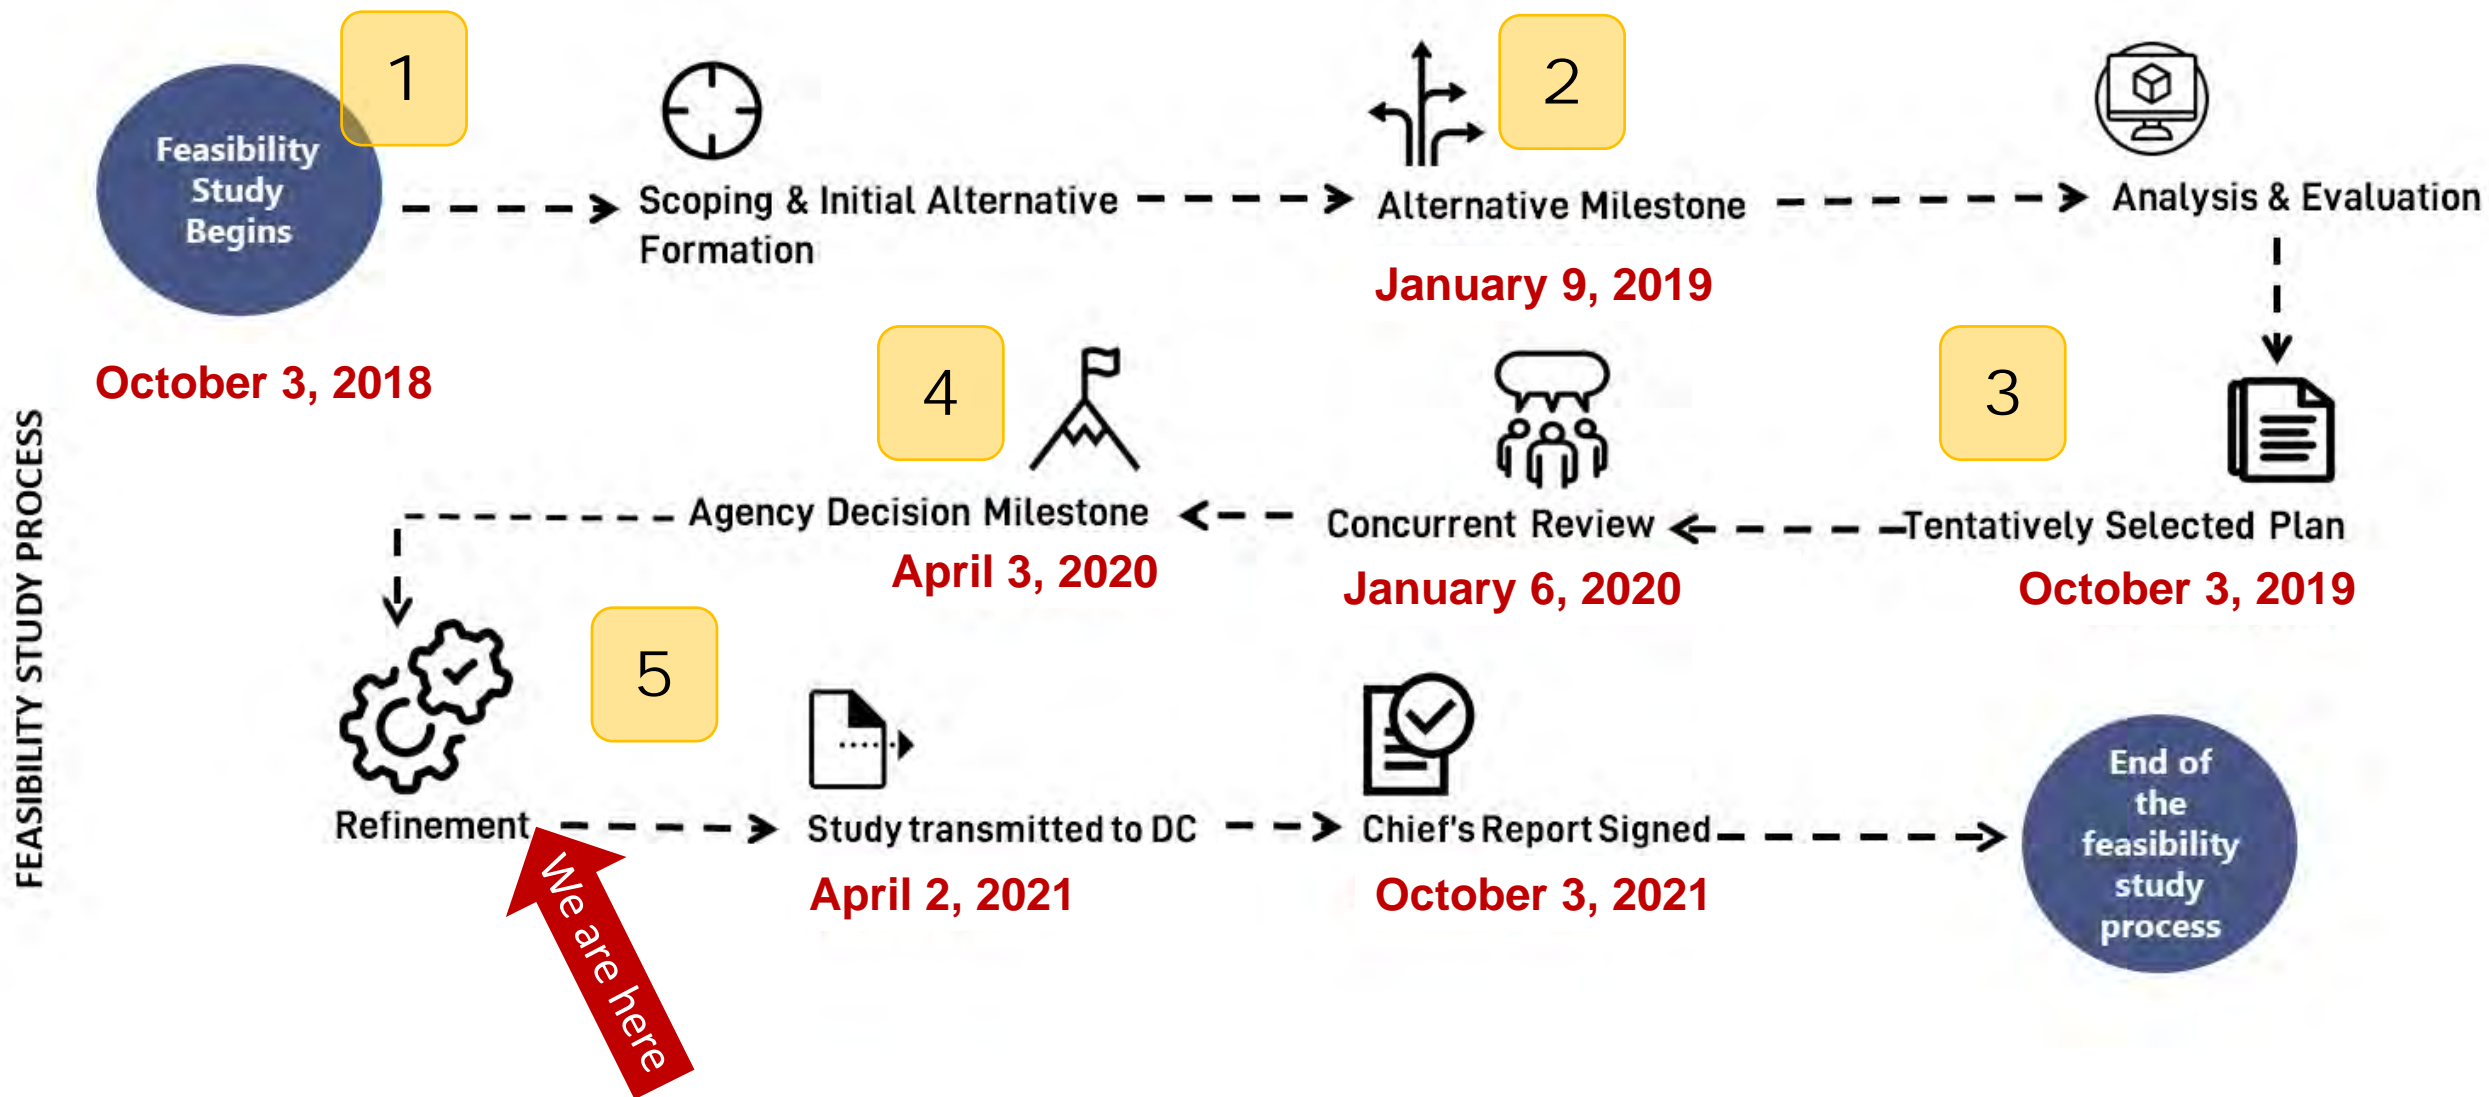 FEASIBILITY STUDY PROCESS
Feasibility
Study
Begins
1
October 3, 2018
Scoping & Initial Alternative
Formation
2
Alternative Milestone
January 9, 2019
Analysis & Evaluation
3
Tentatively Selected Plan
October 3, 2019
Concurrent Review
January 6, 2020
4
Agency Decision Milestone
April 3, 2020
5
Refinement
We are here
Study transmitted to DC
April 2, 2021
Chief's Report Signed
October 3, 2021
End of
the
feasibility
study
process